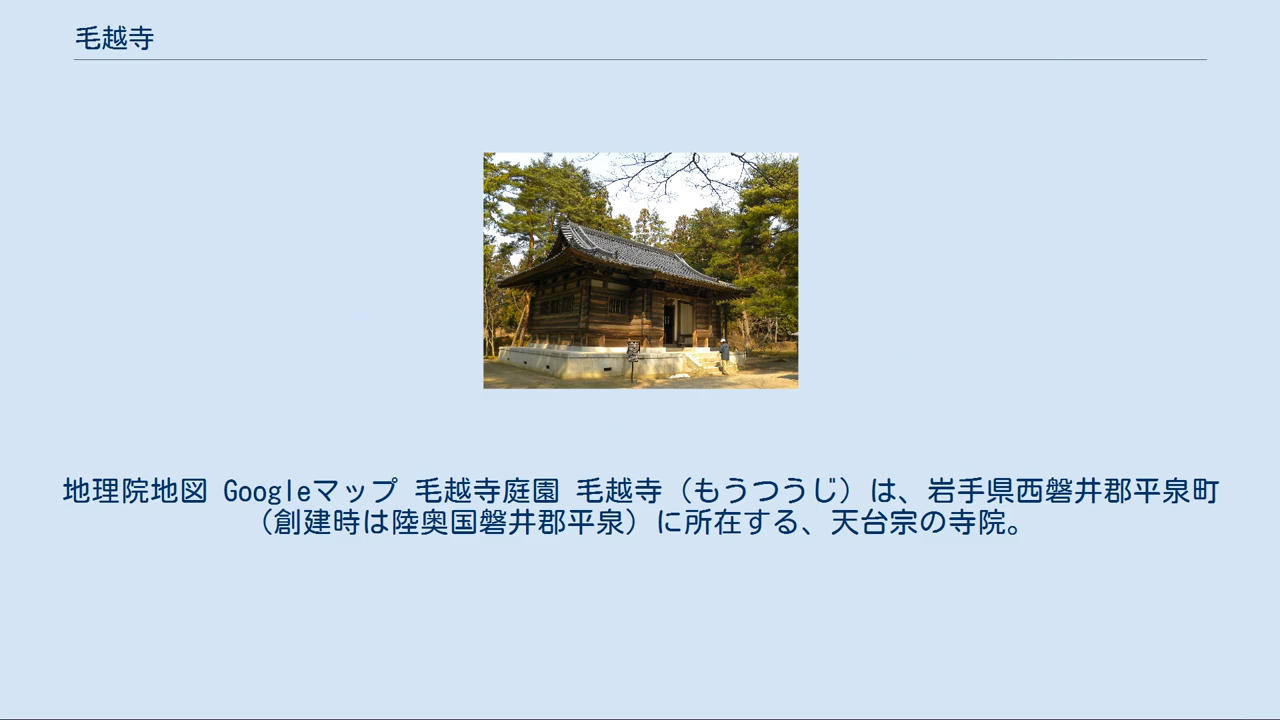 毛越寺
地理院地図 Googleマップ 毛越寺庭園 毛越寺（もうつうじ）は、岩手県西磐井郡平泉町
（創建時は陸奥国磐井郡平泉）に所在する、天台宗の寺院。